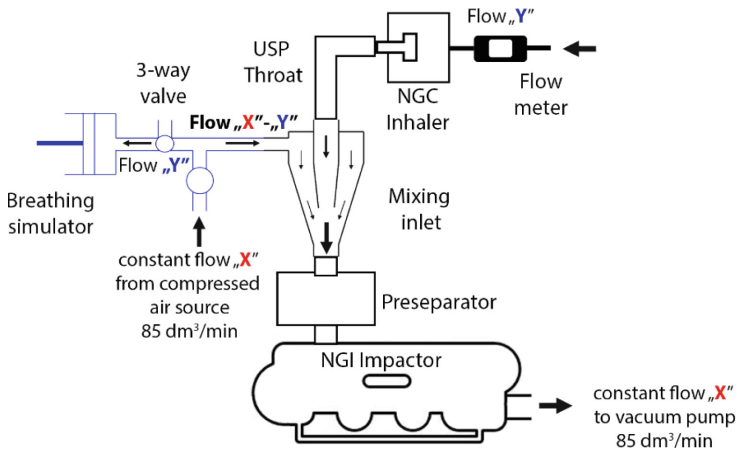 Flow „Y”
USP
Throat
NGC
Inhaler
Flow
meter
3-way
valve
Flow „X”-„Y”
Flow „Y”
Breathing
simulator
Mixing
inlet
constant flow „X”
from compressed
air source
85 dm³/min
Preseparator
NGI Impactor
constant flow „X”
to vacuum pump
85 dm³/min